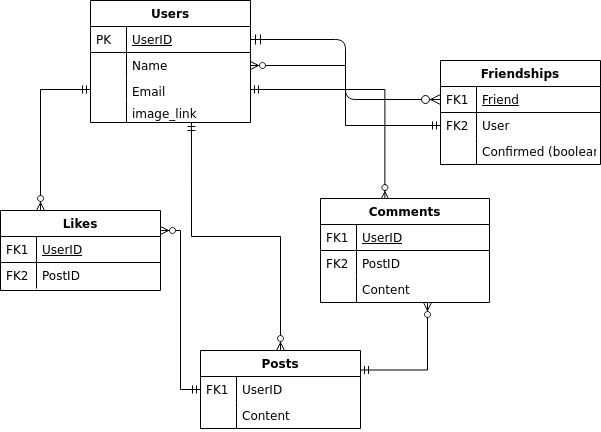 Users
PK UserID
Name
Email
image_link
Friendships
FK1 Friend
FK2 User
Confirmed (boolear
Likes
FK1 UserID
FK2 PostID
Comments
FK1 UserID
FK2 PostID
Content
Posts
FK1 UserID
Content